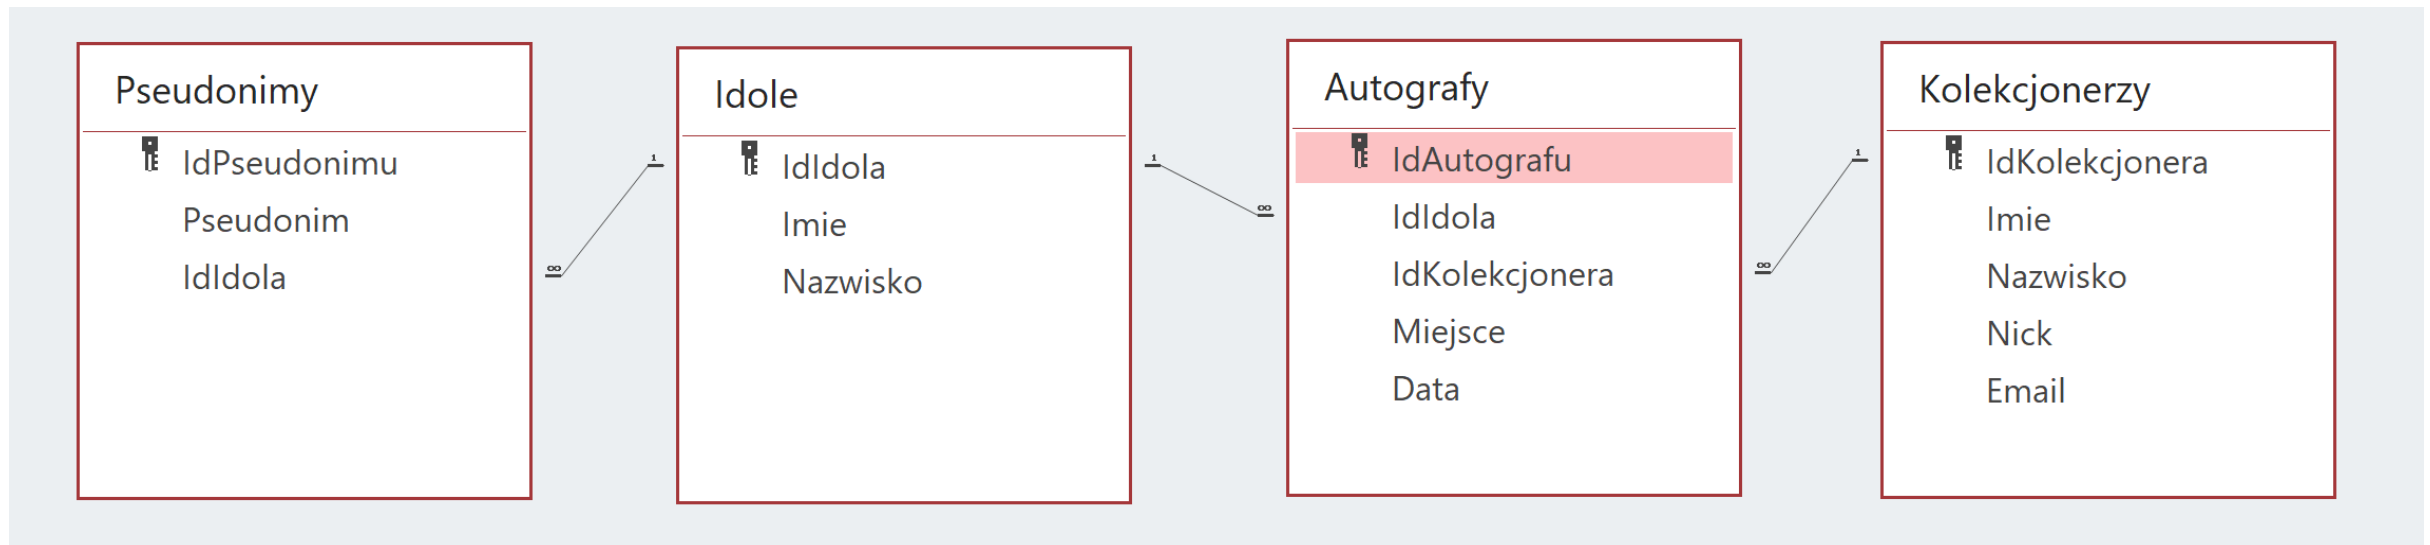 Pseudonimy
IdPseudonimu
Pseudonim
IdIdola
1
∞
Idole
IdIdola
Imie
Nazwisko
1
∞
Autografy
IdAutografu
IdIdola
IdKolekcjonera
Miejsce
Data
1
∞
Kolekcjonerzy
IdKolekcjonera
Imie
Nazwisko
Nick
Email